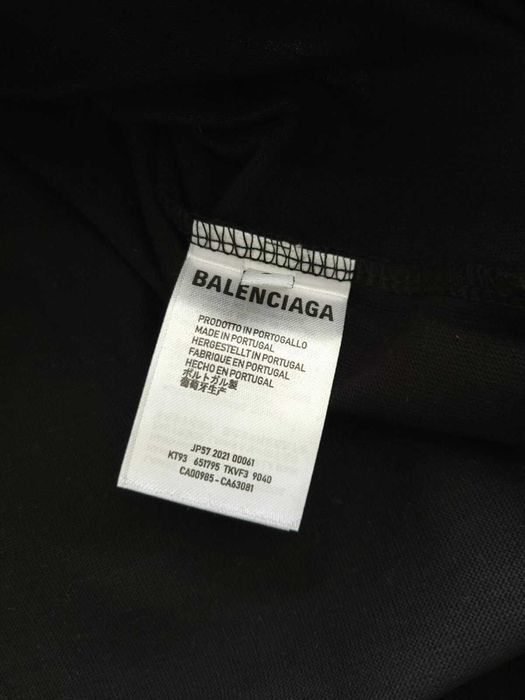 BALENCIAGA
PRODOTTO IN PORTOGALLO
MADE IN PORTUGAL
HERGESTELLT IN PORTUGAL
FABRIQUE EN PORTUGAL
HECHO EN PORTUGAL
ポルトガル製
葡萄牙生产
JP57 2021 00061
KT93 651795 TKVF3 9040
CA00985-CA63081